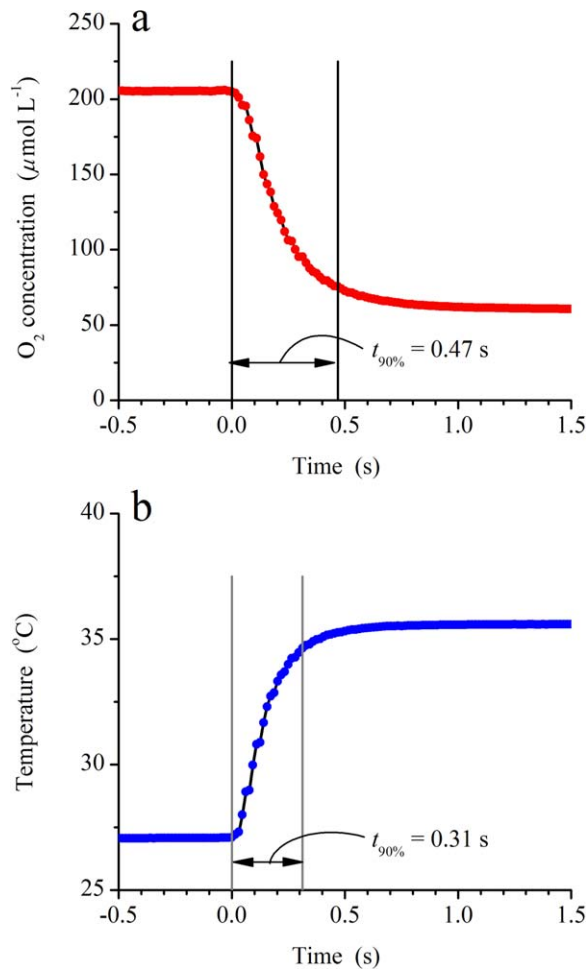 a
250
200
150
100
50
0
O₂ concentration (μmol L⁻¹)
t₉₀% = 0.47 s
-0.5 0.0 0.5 1.0 1.5
Time (s)
b
40
35
30
25
Temperature (°C)
t₉₀% = 0.31 s
-0.5 0.0 0.5 1.0 1.5
Time (s)